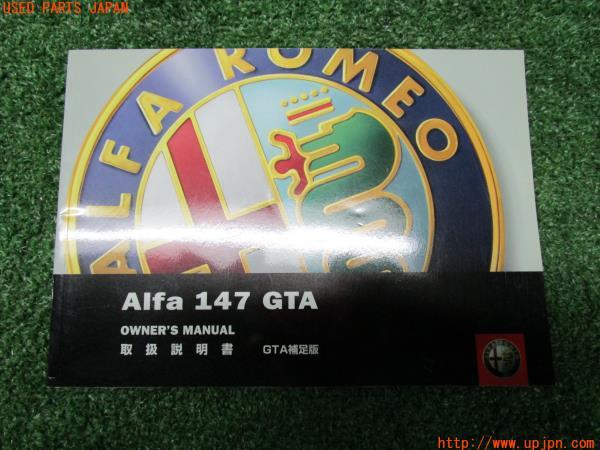 USED PARTS JAPAN
ALFA ROMEO
Alfa 147 GTA
OWNER'S MANUAL
取扱説明書 GTA補足版
http://www.upjpn.com